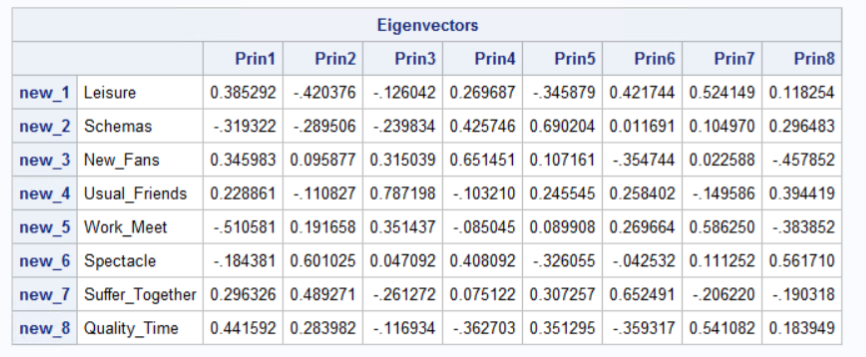 Eigenvectors
Prin1 Prin2 Prin3 Prin4 Prin5 Prin6 Prin7 Prin8
new_1 Leisure 0.385292 -.420376 -.126042 0.269687 -.345879 0.421744 0.524149 0.118254
new_2 Schemas -.319322 -.289506 -.239834 0.425746 0.690204 0.011691 0.104970 0.296483
new_3 New_Fans 0.345983 0.095877 0.315039 0.651451 0.107161 -.354744 0.022588 -.457852
new_4 Usual_Friends 0.228861 -.110827 0.787198 -.103210 0.245545 0.258402 -.149586 0.394419
new_5 Work_Meet -.510581 0.191658 0.351437 -.085045 0.089908 0.269664 0.586250 -.383852
new_6 Spectacle -.184381 0.601025 0.047092 0.408092 -.326055 -.042532 0.111252 0.561710
new_7 Suffer_Together 0.296326 0.489271 -.261272 0.075122 0.307257 0.652491 -.206220 -.190318
new_8 Quality_Time 0.441592 0.283982 -.116934 -.362703 0.351295 -.359317 0.541082 0.183949